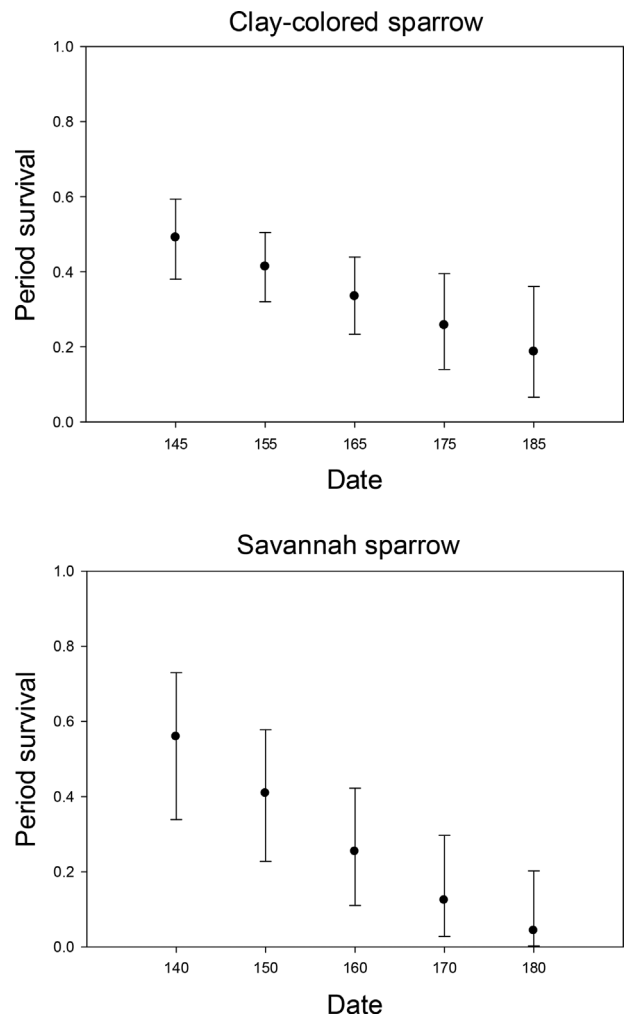 Clay-colored sparrow
1.0
0.8
0.6
0.4
0.2
0.0
Period survival
145 155 165 175 185
Date
Savannah sparrow
1.0
0.8
0.6
0.4
0.2
0.0
Period survival
140 150 160 170 180
Date